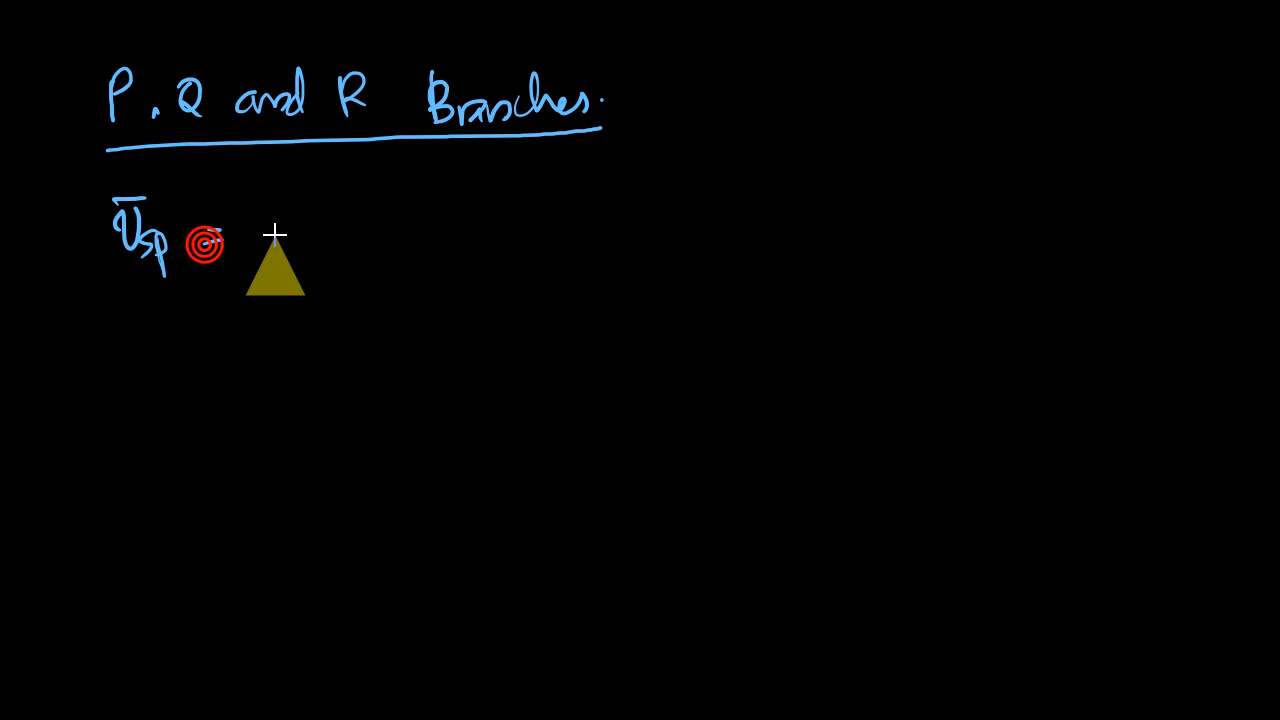 P, Q and R Branches.
ν̅sp =